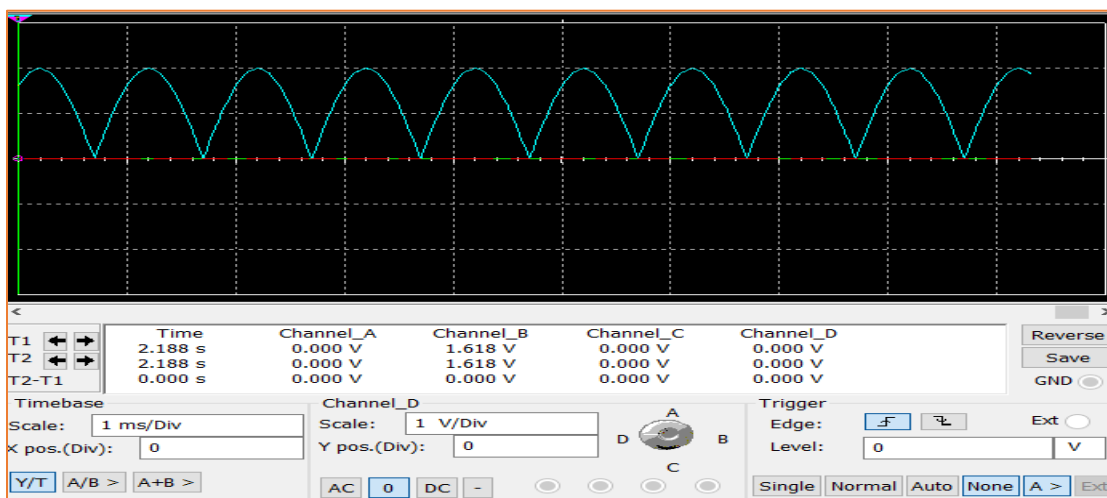 Time Channel_A Channel_B Channel_C Channel_D
T1 2.188 s 0.000 V 1.618 V 0.000 V 0.000 V
T2 2.188 s 0.000 V 1.618 V 0.000 V 0.000 V
T2-T1 0.000 s 0.000 V 0.000 V 0.000 V 0.000 V
Reverse
Save
GND
Timebase
Scale: 1 ms/Div
X pos.(Div): 0
Y/T A/B > A+B >
Channel_D
Scale: 1 V/Div
Y pos.(Div): 0
AC 0 DC -
A
D B
C
Trigger
Edge: Ext
Level: 0 V
Single Normal Auto None A > Ext